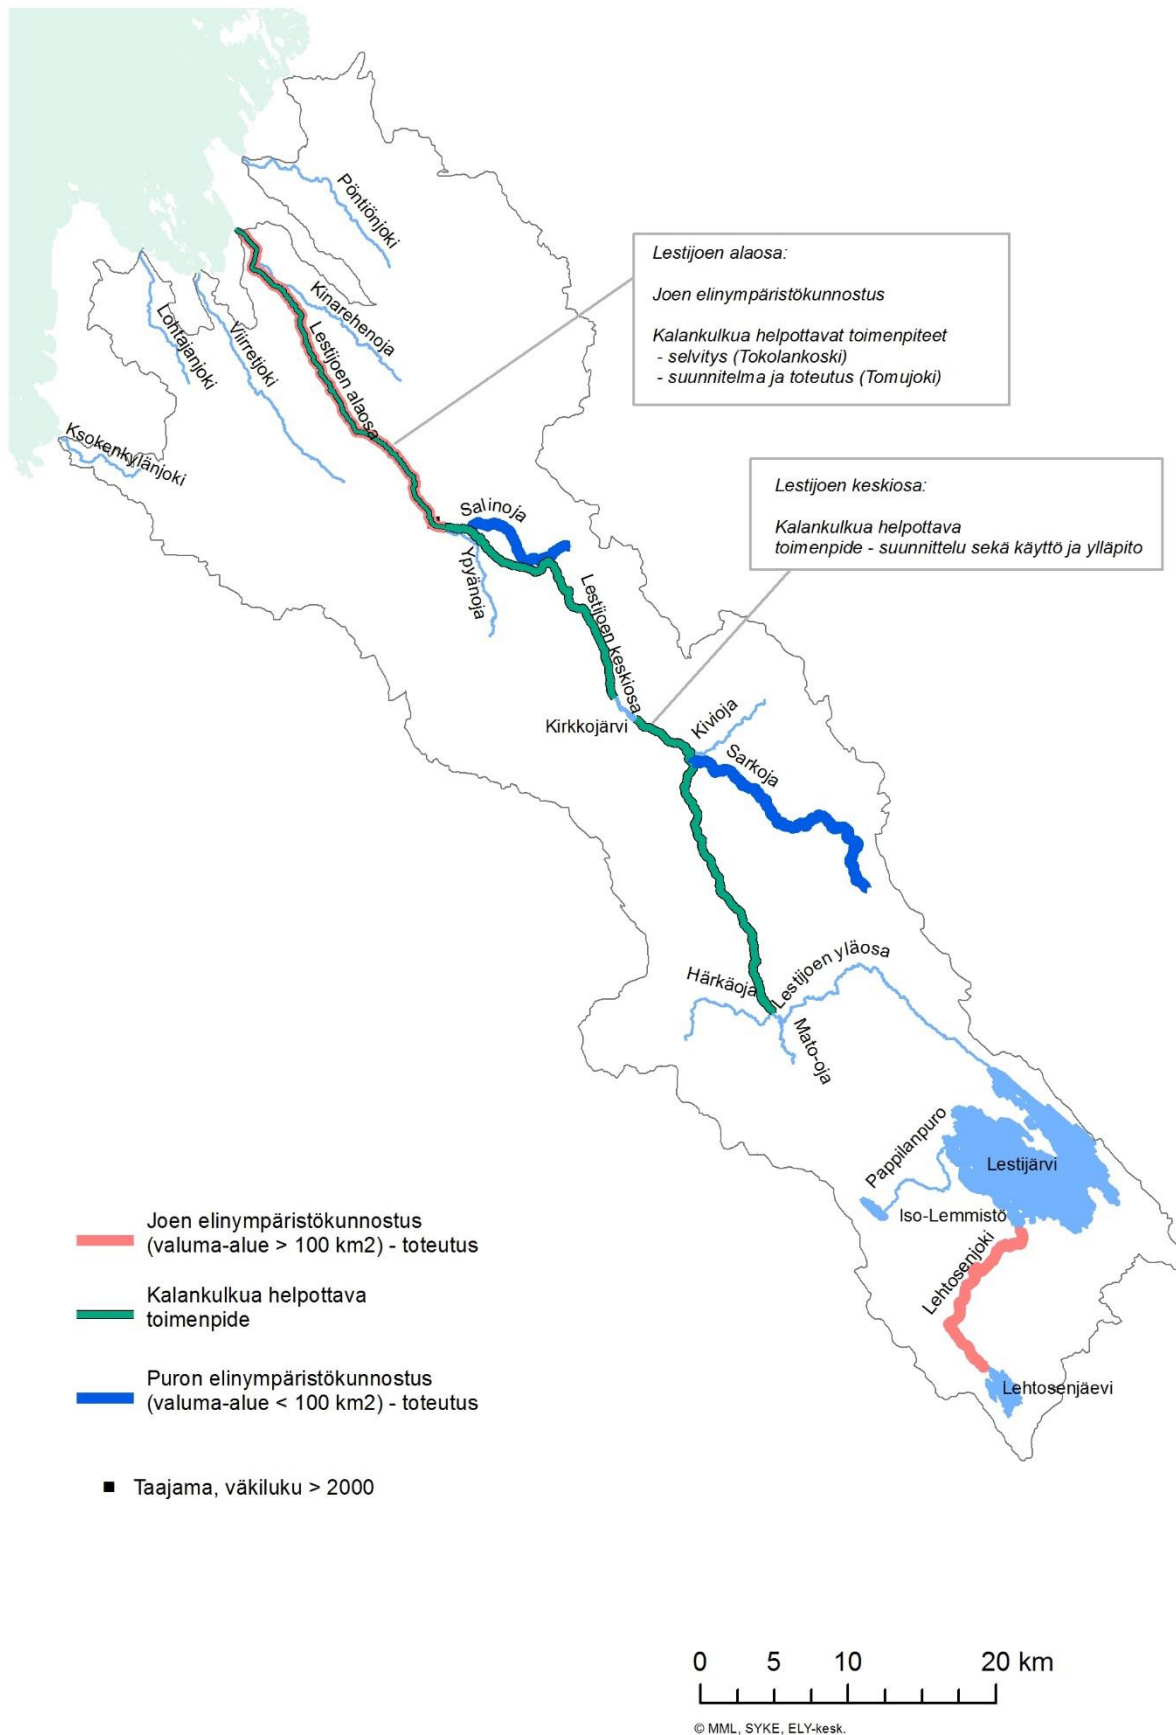 Pöntiönjoki
Lohtajanjoki
Viirretjoki
Kinarehenoja
Lestijoen alaosa
Ksokenkylänjoki
Lestijoen alaosa:
Joen elinympäristökunnostus
Kalankulkua helpottavat toimenpiteet
- selvitys (Tokolankoski)
- suunnitelma ja toteutus (Tomujoki)
Salinoja
Ypyänoja
Lestijoen keskiosa:
Kalankulkua helpottava
toimenpide - suunnittelu sekä käyttö ja ylläpito
Lestijoen keskiosa
Kirkkojärvi
Kivioja
Sarkoja
Härkäoja
Lestijoen yläosa
Mato-oja
Pappilanpuro
Lestijärvi
Iso-Lemmistö
Lehtosenjoki
Lehtosenjäevi
Joen elinympäristökunnostus
(valuma-alue > 100 km2) - toteutus
Kalankulkua helpottava
toimenpide
Puron elinympäristökunnostus
(valuma-alue < 100 km2) - toteutus
Taajama, väkiluku > 2000
0 5 10 20 km
© MML, SYKE, ELY-kesk.